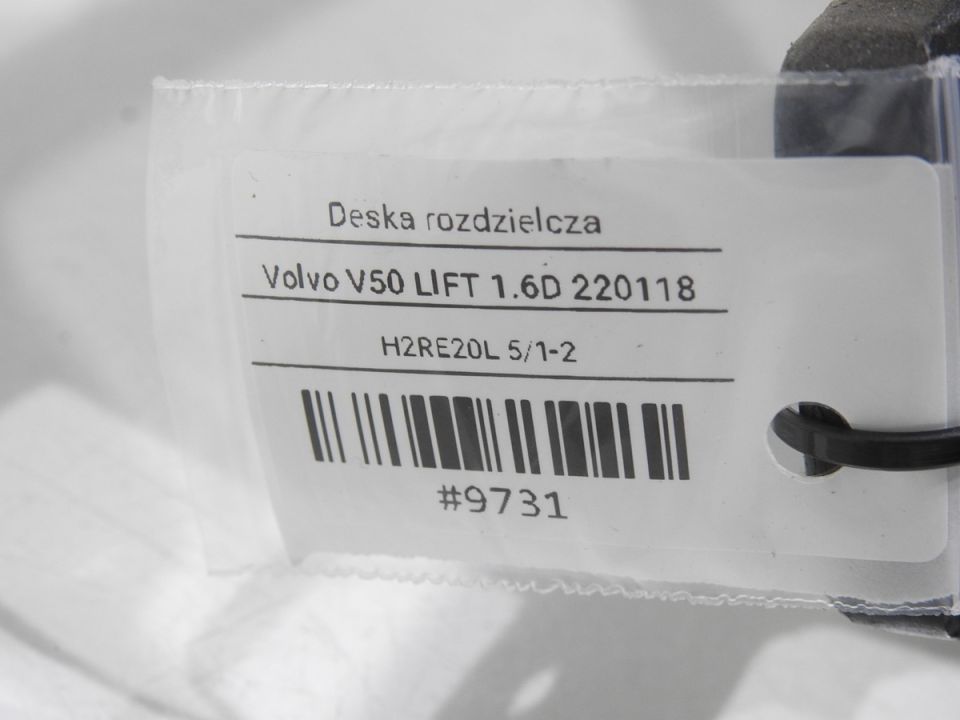 Deska rozdzielcza
Volvo V50 LIFT 1.6D 220118
H2RE20L 5/1-2
#9731